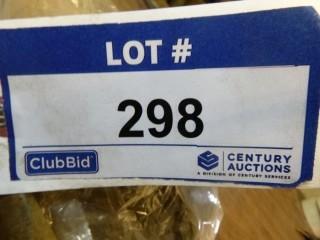 LOT #
298
ClubBid®
CENTURY
AUCTIONS
A DIVISION OF CENTURY SERVICES